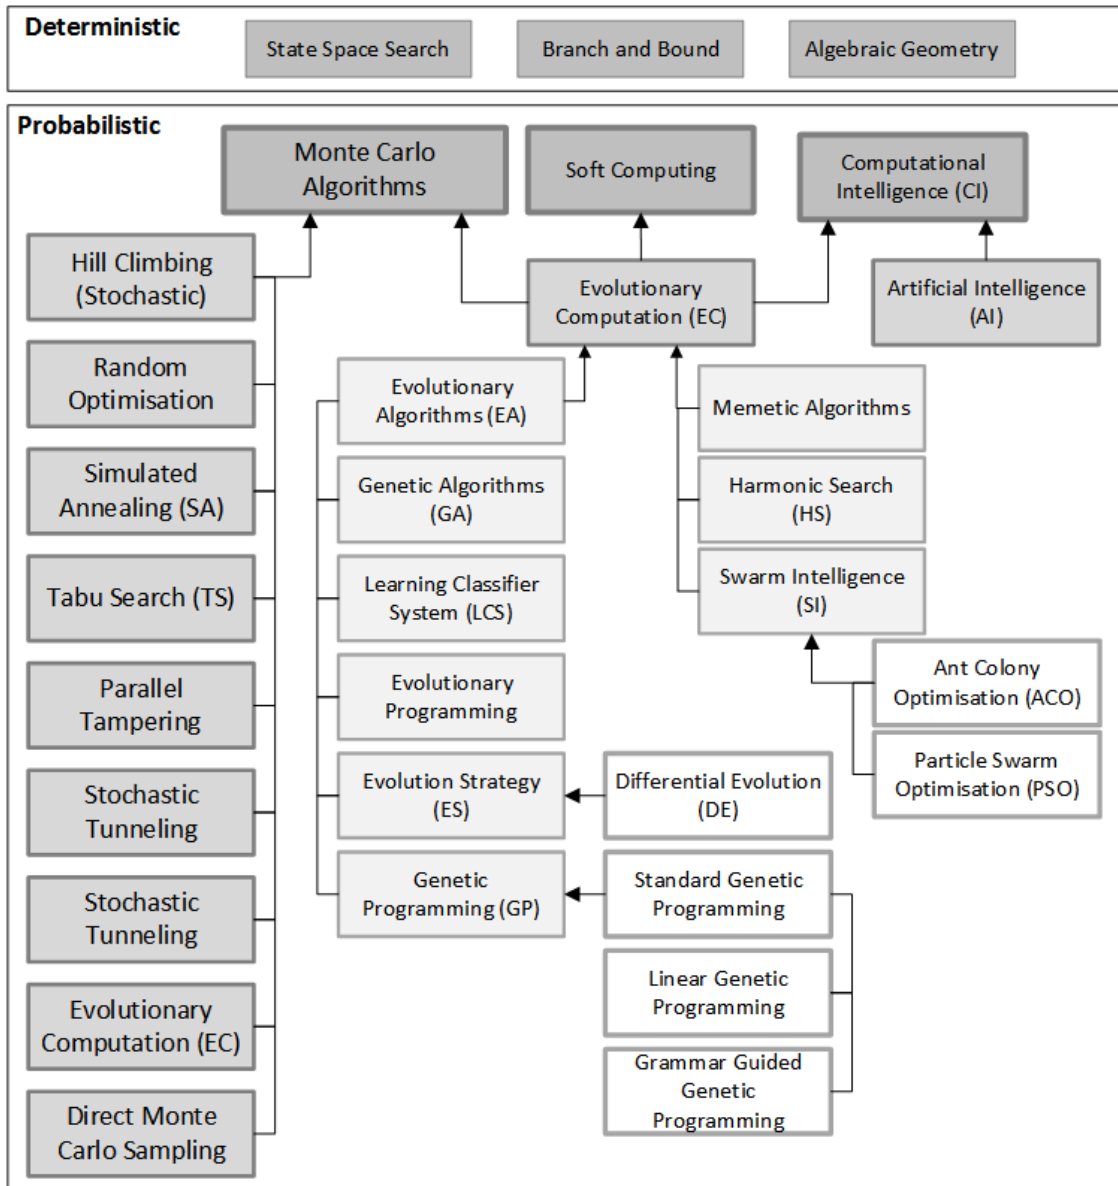 Deterministic
State Space Search
Branch and Bound
Algebraic Geometry
Probabilistic
Monte Carlo
Algorithms
Soft Computing
Computational
Intelligence (CI)
Hill Climbing
(Stochastic)
Random
Optimisation
Simulated
Annealing (SA)
Tabu Search (TS)
Parallel
Tampering
Stochastic
Tunneling
Stochastic
Tunneling
Evolutionary
Computation (EC)
Direct Monte
Carlo Sampling
Evolutionary
Computation (EC)
Artificial Intelligence
(AI)
Evolutionary
Algorithms (EA)
Genetic Algorithms
(GA)
Learning Classifier
System (LCS)
Evolutionary
Programming
Evolution Strategy
(ES)
Genetic
Programming (GP)
Memetic Algorithms
Harmonic Search
(HS)
Swarm Intelligence
(SI)
Ant Colony
Optimisation (ACO)
Particle Swarm
Optimisation (PSO)
Differential Evolution
(DE)
Standard Genetic
Programming
Linear Genetic
Programming
Grammar Guided
Genetic
Programming